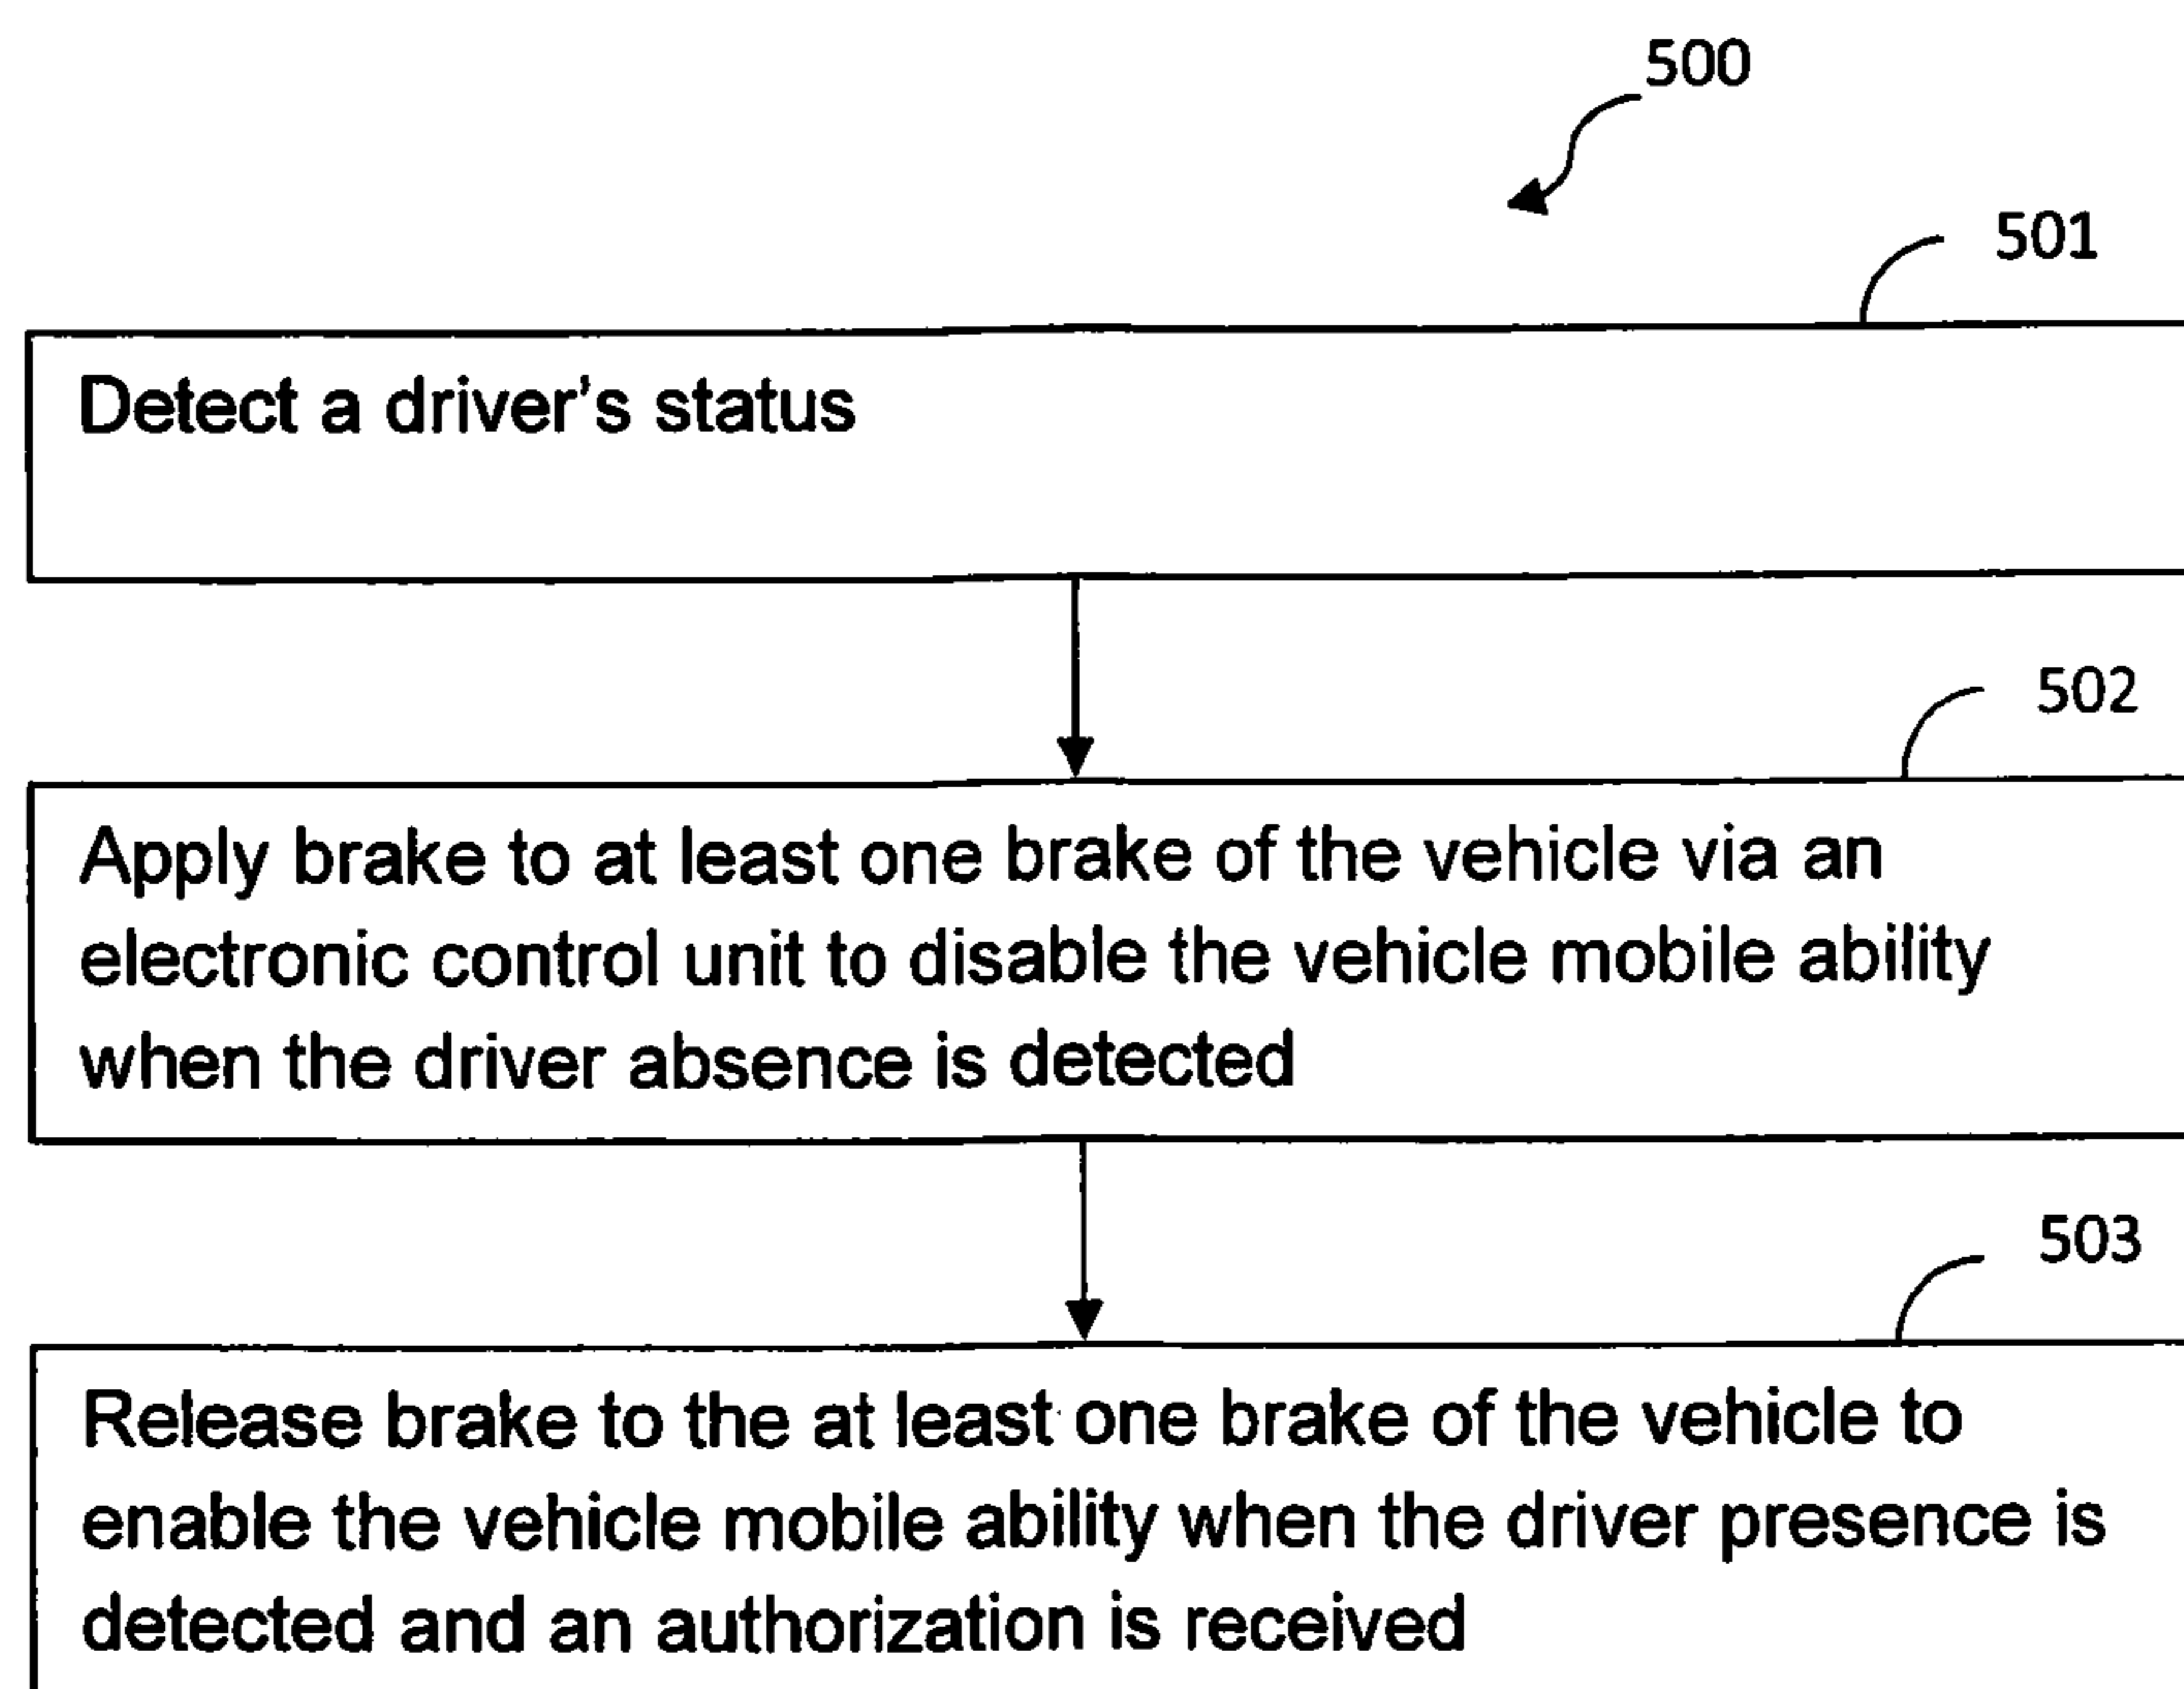 500
501
Detect a driver's status
502
Apply brake to at least one brake of the vehicle via an
electronic control unit to disable the vehicle mobile ability
when the driver absence is detected
503
Release brake to the at least one brake of the vehicle to
enable the vehicle mobile ability when the driver presence is
detected and an authorization is received